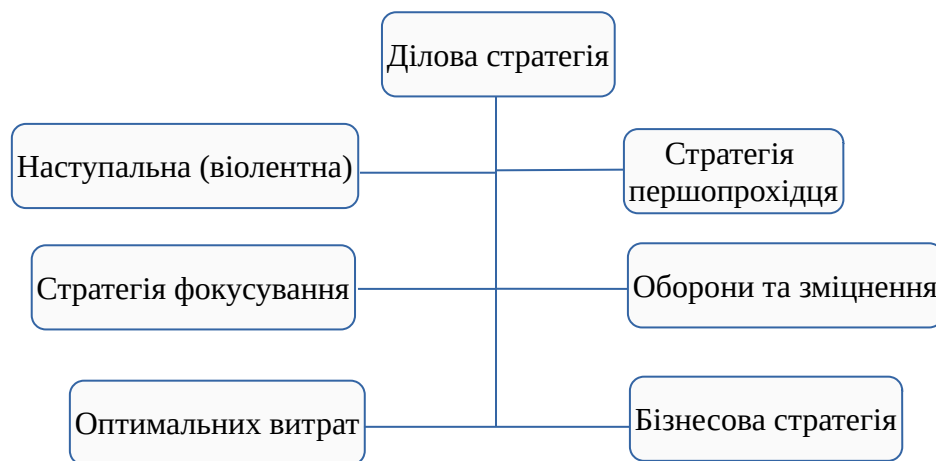 Ділова стратегія
Наступальна (віолентна)
Стратегія
першопрохідця
Стратегія фокусування
Оборони та зміцнення
Оптимальних витрат
Бізнесова стратегія